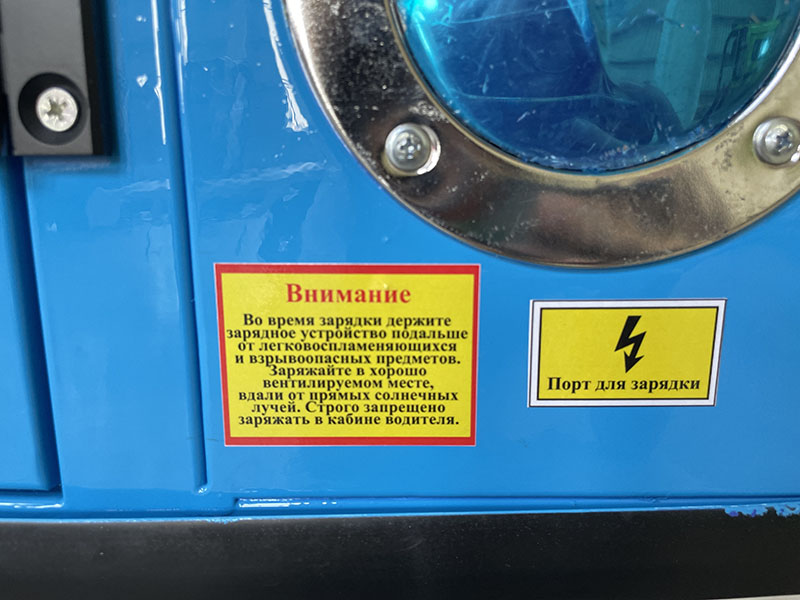 Внимание
Во время зарядки держите
зарядное устройство подальше
от легковоспламеняющихся
и взрывоопасных предметов.
Заряжайте в хорошо
вентилируемом месте,
вдали от прямых солнечных
лучей. Строго запрещено
заряжать в кабине водителя.
Порт для зарядки